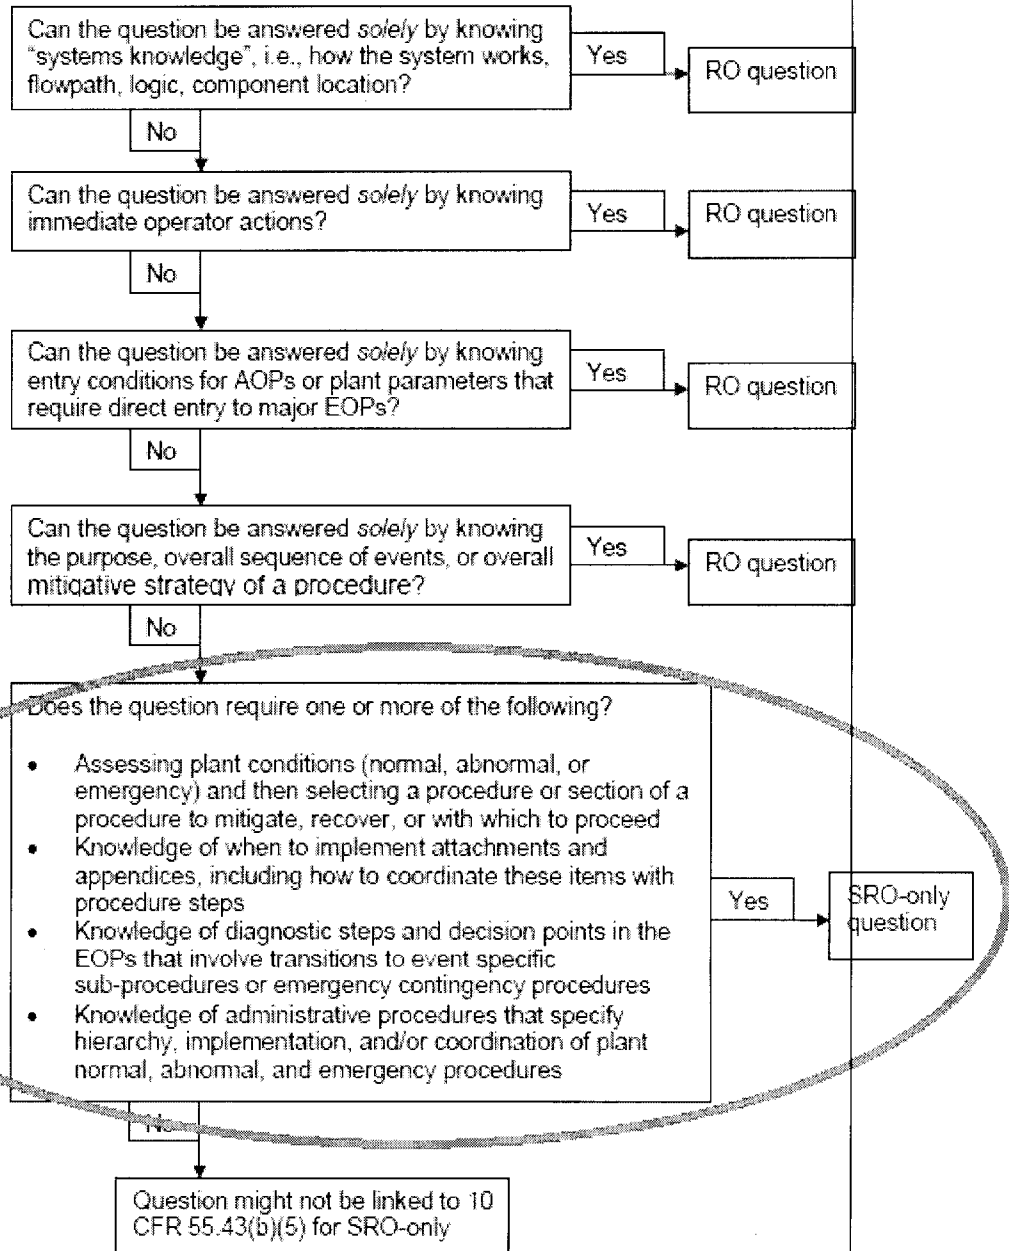 Can the question be answered solely by knowing
"systems knowledge", i.e., how the system works,
flowpath, logic, component location?
Yes
RO question
No
Can the question be answered solely by knowing
immediate operator actions?
Yes
RO question
No
Can the question be answered solely by knowing
entry conditions for AOPs or plant parameters that
require direct entry to major EOPs?
Yes
RO question
No
Can the question be answered solely by knowing
the purpose, overall sequence of events, or overall
mitigative strategy of a procedure?
Yes
RO question
No
Does the question require one or more of the following?
• Assessing plant conditions (normal, abnormal, or
emergency) and then selecting a procedure or section of a
procedure to mitigate, recover, or with which to proceed
• Knowledge of when to implement attachments and
appendices, including how to coordinate these items with
procedure steps
• Knowledge of diagnostic steps and decision points in the
EOPs that involve transitions to event specific
sub-procedures or emergency contingency procedures
• Knowledge of administrative procedures that specify
hierarchy, implementation, and/or coordination of plant
normal, abnormal, and emergency procedures
Yes
SRO-only
question
No
Question might not be linked to 10
CFR 55.43(b)(5) for SRO-only